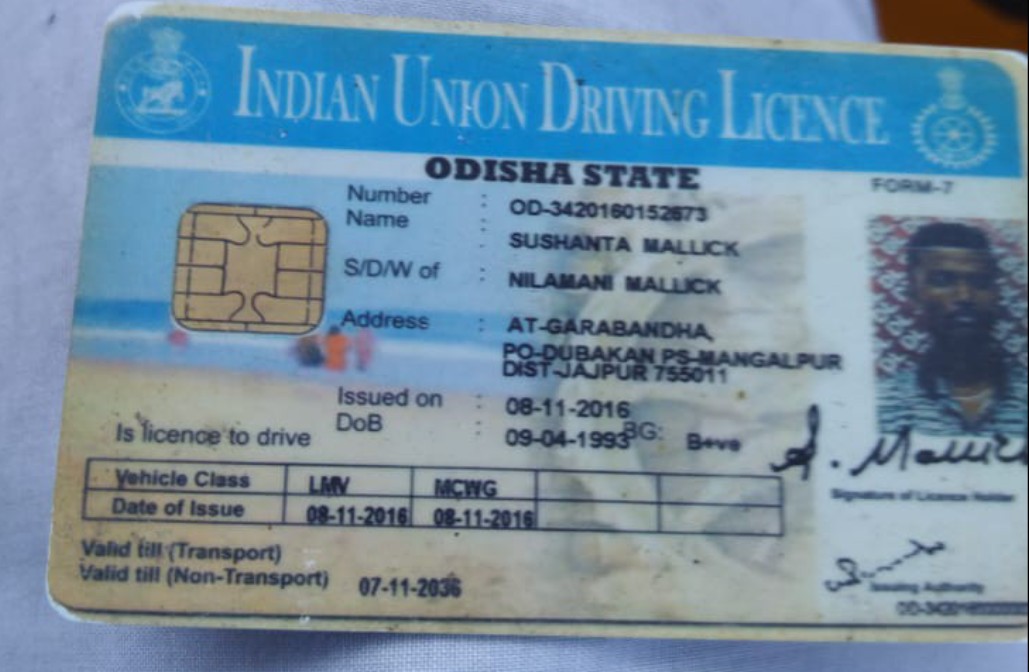 INDIAN UNION DRIVING LICENCE
ODISHA STATE
FORM-7
Number : OD-3420160152673
Name : SUSHANTA MALLICK
S/D/W of : NILAMANI MALLICK
Address : AT-GARABANDHA,
PO-DUBAKAN PS-MANGALPUR
DIST-JAJPUR 755011
Issued on : 08-11-2016
DoB : 09-04-1993 BG: B+ve
Is licence to drive
Vehicle Class LMV MCWG
Date of Issue 08-11-2016 08-11-2016
Valid till (Transport)
Valid till (Non-Transport) 07-11-2036
S. Mallick
Signature of Licence Holder
Issuing Authority